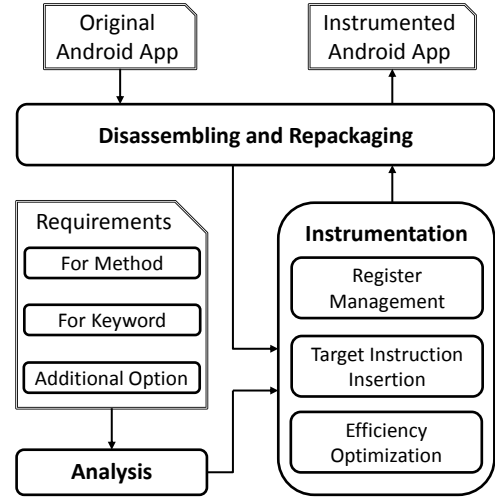 Original
Android App
Instrumented
Android App
Disassembling and Repackaging
Requirements
For Method
For Keyword
Additional Option
Analysis
Instrumentation
Register
Management
Target Instruction
Insertion
Efficiency
Optimization